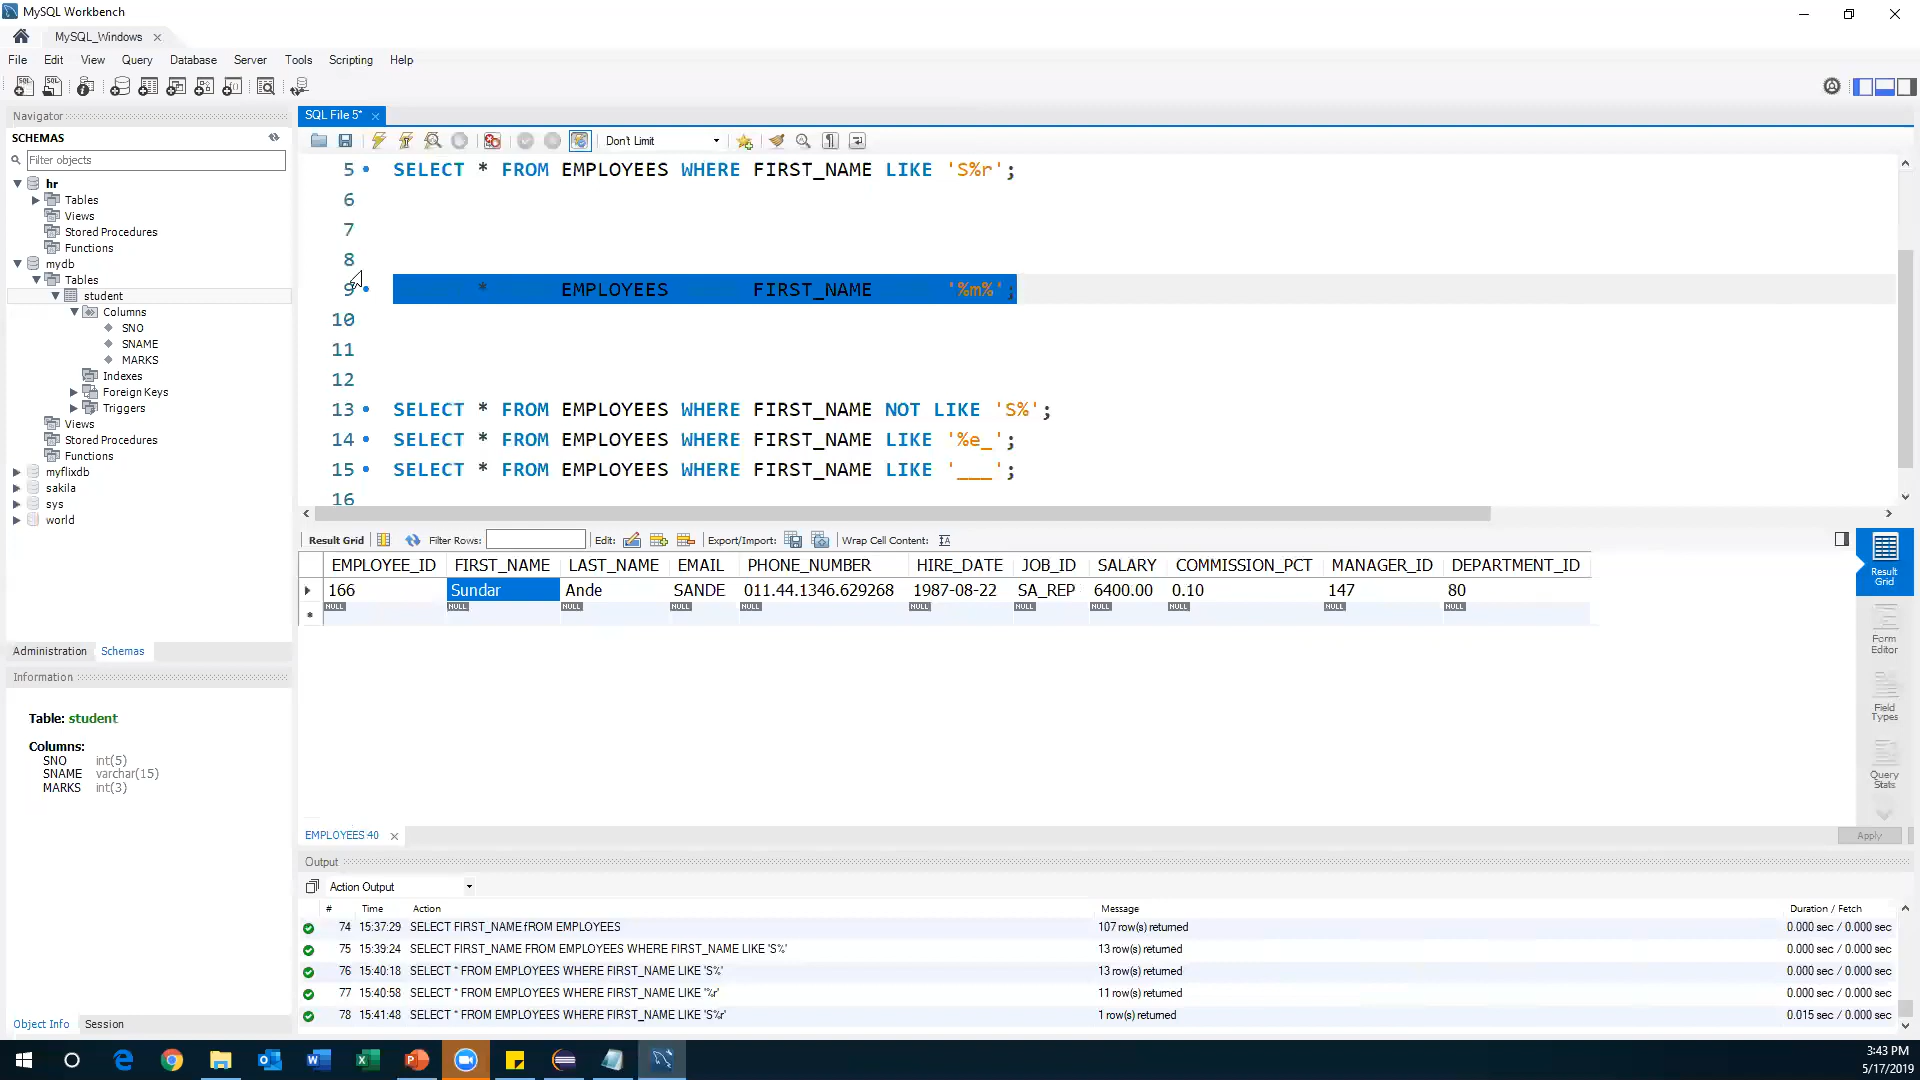 MySQL Workbench
MySQL_Windows
File Edit View Query Database Server Tools Scripting Help
Navigator
SCHEMAS
Filter objects
hr
Tables
Views
Stored Procedures
Functions
mydb
Tables
student
Columns
SNO
SNAME
MARKS
Indexes
Foreign Keys
Triggers
Views
Stored Procedures
Functions
myflixdb
sakila
sys
world
Administration Schemas
Information
Table: student
Columns:
SNO int(5)
SNAME varchar(15)
MARKS int(3)
Object Info Session
SQL File 5*
Don't Limit
5 SELECT * FROM EMPLOYEES WHERE FIRST_NAME LIKE 'S%r';
6
7
8
9 * EMPLOYEES FIRST_NAME '%m%';
10
11
12
13 SELECT * FROM EMPLOYEES WHERE FIRST_NAME NOT LIKE 'S%';
14 SELECT * FROM EMPLOYEES WHERE FIRST_NAME LIKE '%e_';
15 SELECT * FROM EMPLOYEES WHERE FIRST_NAME LIKE '___';
16
Result Grid Filter Rows: Edit: Export/Import: Wrap Cell Content:
EMPLOYEE_ID FIRST_NAME LAST_NAME EMAIL PHONE_NUMBER HIRE_DATE JOB_ID SALARY COMMISSION_PCT MANAGER_ID DEPARTMENT_ID
166 Sundar Ande SANDE 011.44.1346.629268 1987-08-22 SA_REP 6400.00 0.10 147 80
NULL NULL NULL NULL NULL NULL NULL NULL NULL NULL NULL
Result Grid
Form Editor
Field Types
Query Stats
EMPLOYEES 40
Apply
Output
Action Output
# Time Action Message Duration / Fetch
74 15:37:29 SELECT FIRST_NAME fROM EMPLOYEES 107 row(s) returned 0.000 sec / 0.000 sec
75 15:39:24 SELECT FIRST_NAME FROM EMPLOYEES WHERE FIRST_NAME LIKE 'S%' 13 row(s) returned 0.000 sec / 0.000 sec
76 15:40:18 SELECT * FROM EMPLOYEES WHERE FIRST_NAME LIKE 'S%' 13 row(s) returned 0.000 sec / 0.000 sec
77 15:40:58 SELECT * FROM EMPLOYEES WHERE FIRST_NAME LIKE '%r' 11 row(s) returned 0.000 sec / 0.000 sec
78 15:41:48 SELECT * FROM EMPLOYEES WHERE FIRST_NAME LIKE 'S%r' 1 row(s) returned 0.015 sec / 0.000 sec
3:43 PM
5/17/2019